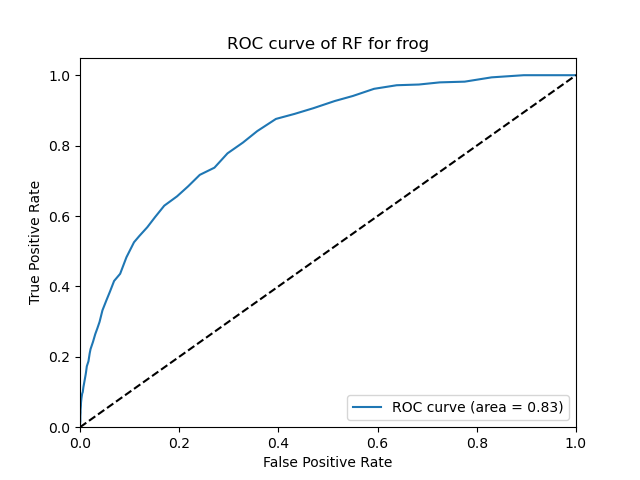 ROC curve of RF for frog
True Positive Rate
1.0
0.8
0.6
0.4
0.2
0.0
ROC curve (area = 0.83)
0.0 0.2 0.4 0.6 0.8 1.0
False Positive Rate